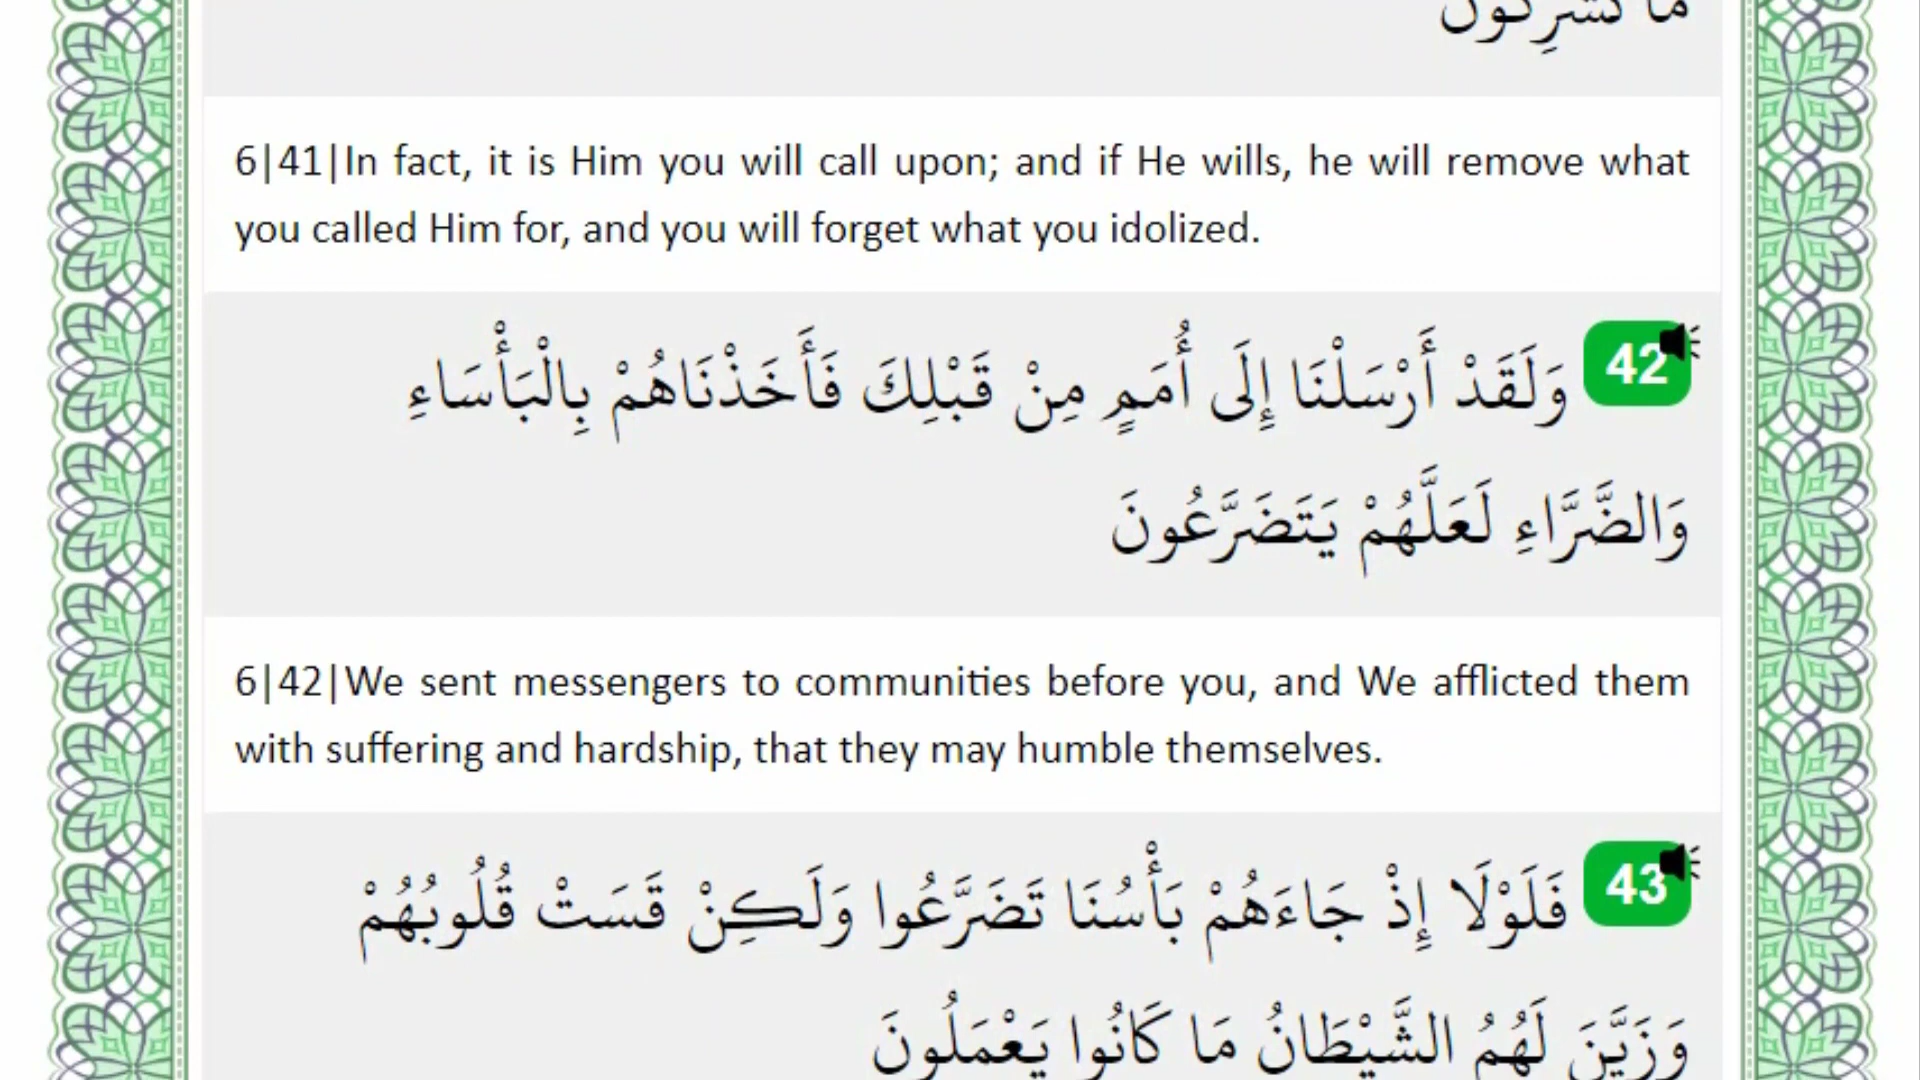 ما تشركون
6|41|In fact, it is Him you will call upon; and if He wills, he will remove what
you called Him for, and you will forget what you idolized.
42 وَلَقَدْ أَرْسَلْنَا إِلَى أُمَمٍ مِنْ قَبْلِكَ فَأَخَذْنَاهُمْ بِالْبَأْسَاءِ
وَالضَّرَّاءِ لَعَلَّهُمْ يَتَضَرَّعُونَ
6|42|We sent messengers to communities before you, and We afflicted them
with suffering and hardship, that they may humble themselves.
43 فَلَوْلَا إِذْ جَاءَهُمْ بَأْسُنَا تَضَرَّعُوا وَلَكِنْ قَسَتْ قُلُوبُهُمْ
وَزَيَّنَ لَهُمُ الشَّيْطَانُ مَا كَانُوا يَعْمَلُونَ